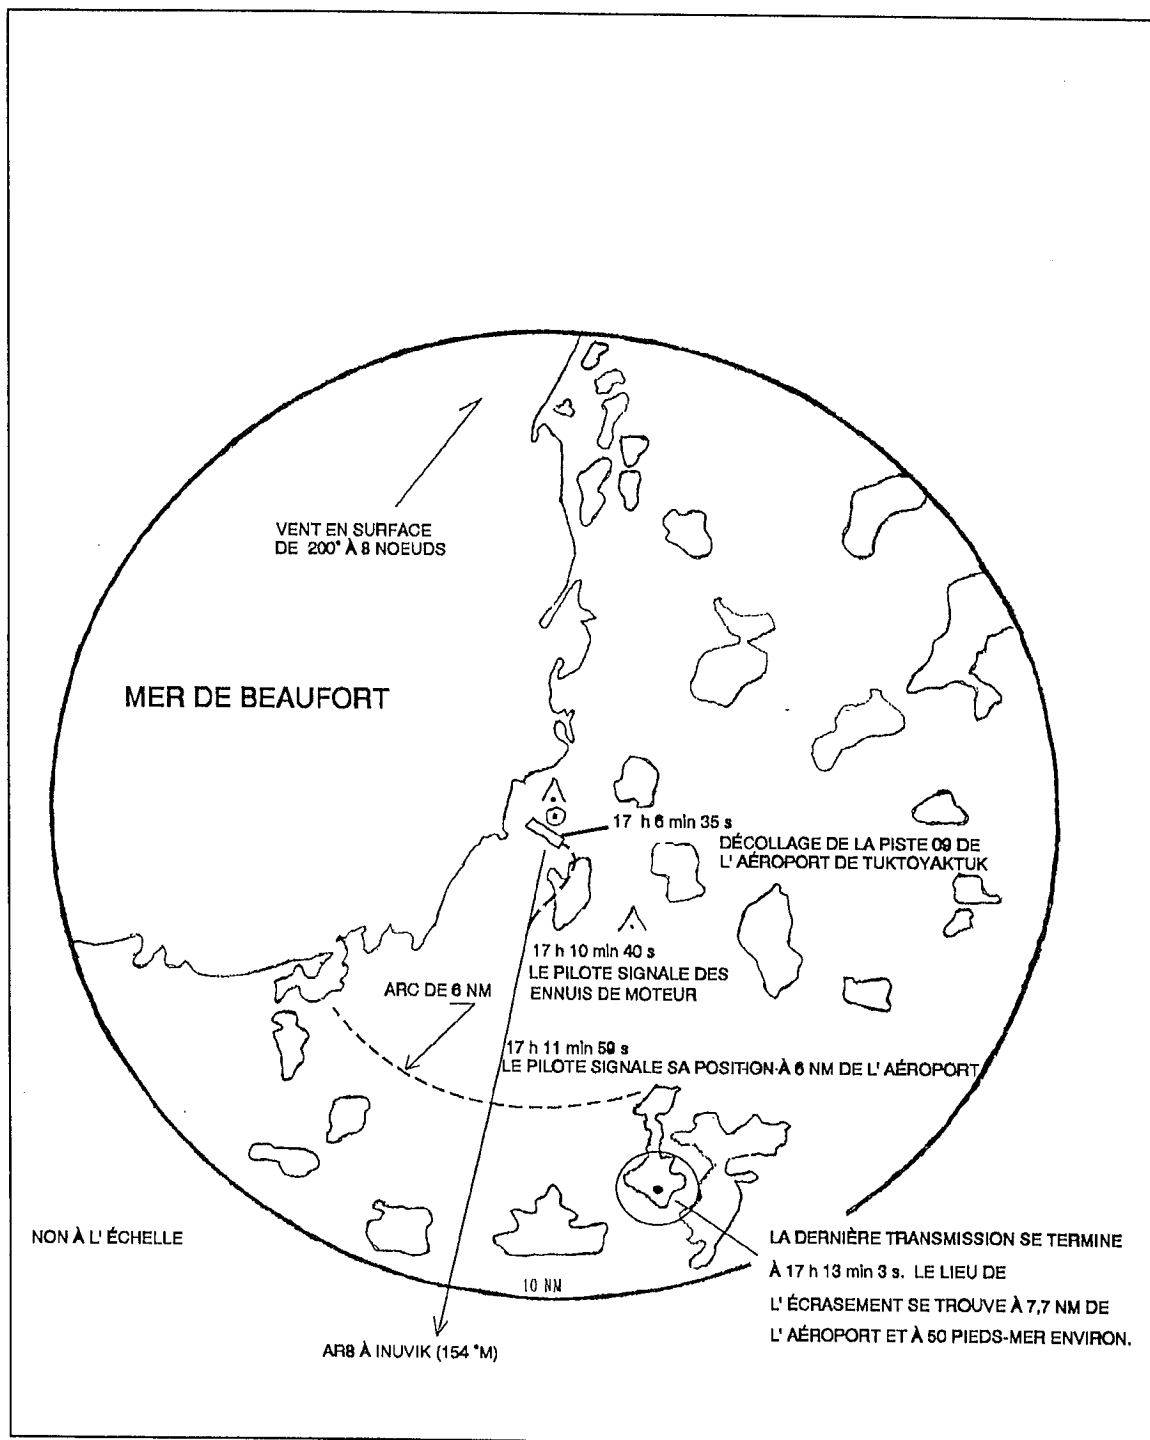 VENT EN SURFACE
DE 200° À 8 NOEUDS
MER DE BEAUFORT
17 h 6 min 35 s
DÉCOLLAGE DE LA PISTE 09 DE
L' AÉROPORT DE TUKTOYAKTUK
17 h 10 min 40 s
LE PILOTE SIGNALE DES
ENNUIS DE MOTEUR
ARC DE 6 NM
17 h 11 min 59 s
LE PILOTE SIGNALE SA POSITION À 6 NM DE L' AÉROPORT
NON À L' ÉCHELLE
LA DERNIÈRE TRANSMISSION SE TERMINE
À 17 h 13 min 3 s. LE LIEU DE
L' ÉCRASEMENT SE TROUVE À 7,7 NM DE
L' AÉROPORT ET À 50 PIEDS-MER ENVIRON.
10 NM
AR8 À INUVIK (154 °M)